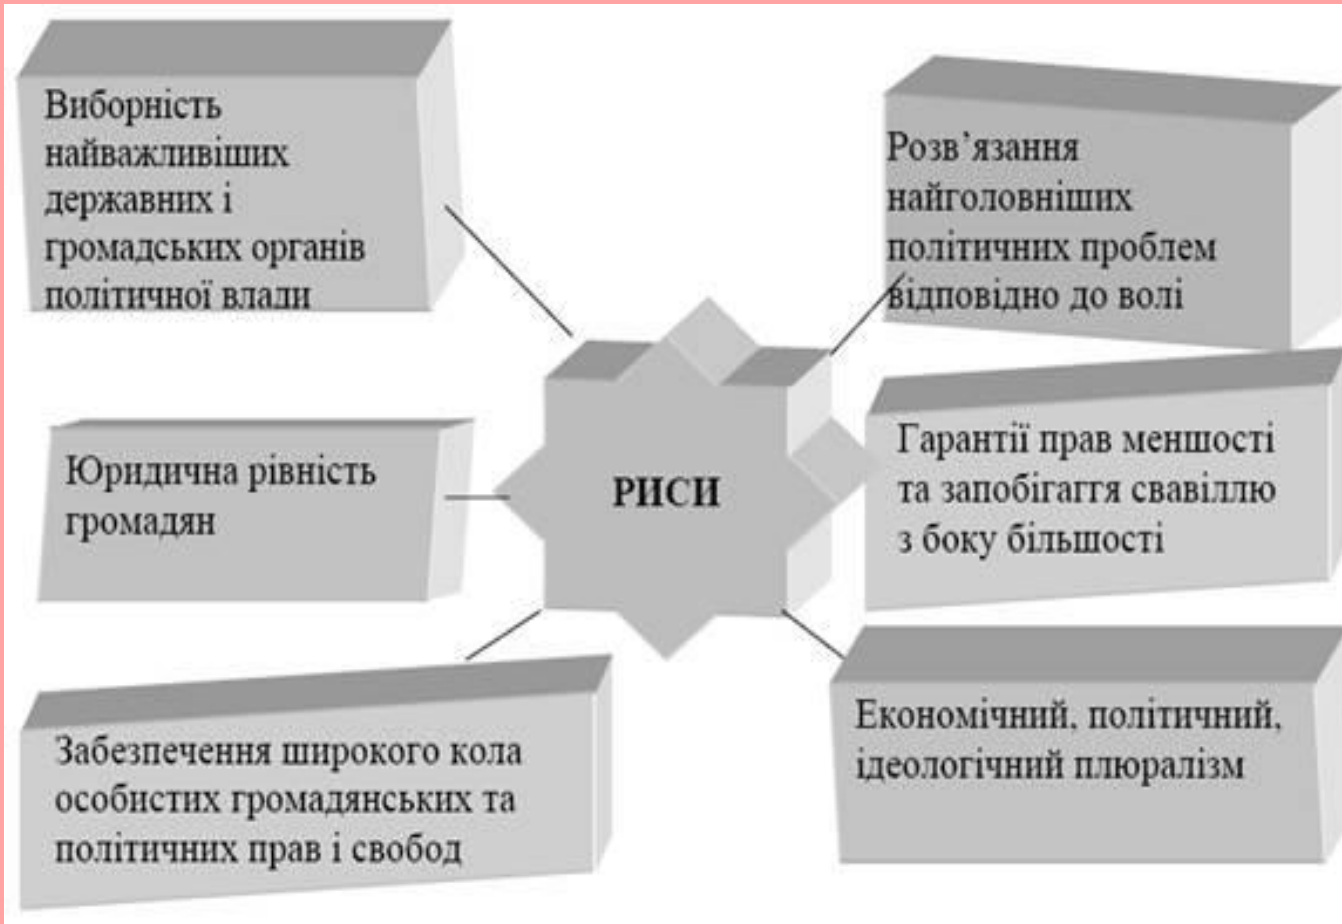 Виборність
найважливіших
державних і
громадських органів
політичної влади
Розв’язання
найголовніших
політичних проблем
відповідно до волі
Юридична рівність
громадян
РИСИ
Гарантії прав меншості
та запобігаггя свавіллю
з боку більшості
Забезпечення широкого кола
особистих громадянських та
політичних прав і свобод
Економічний, політичний,
ідеологічний плюралізм